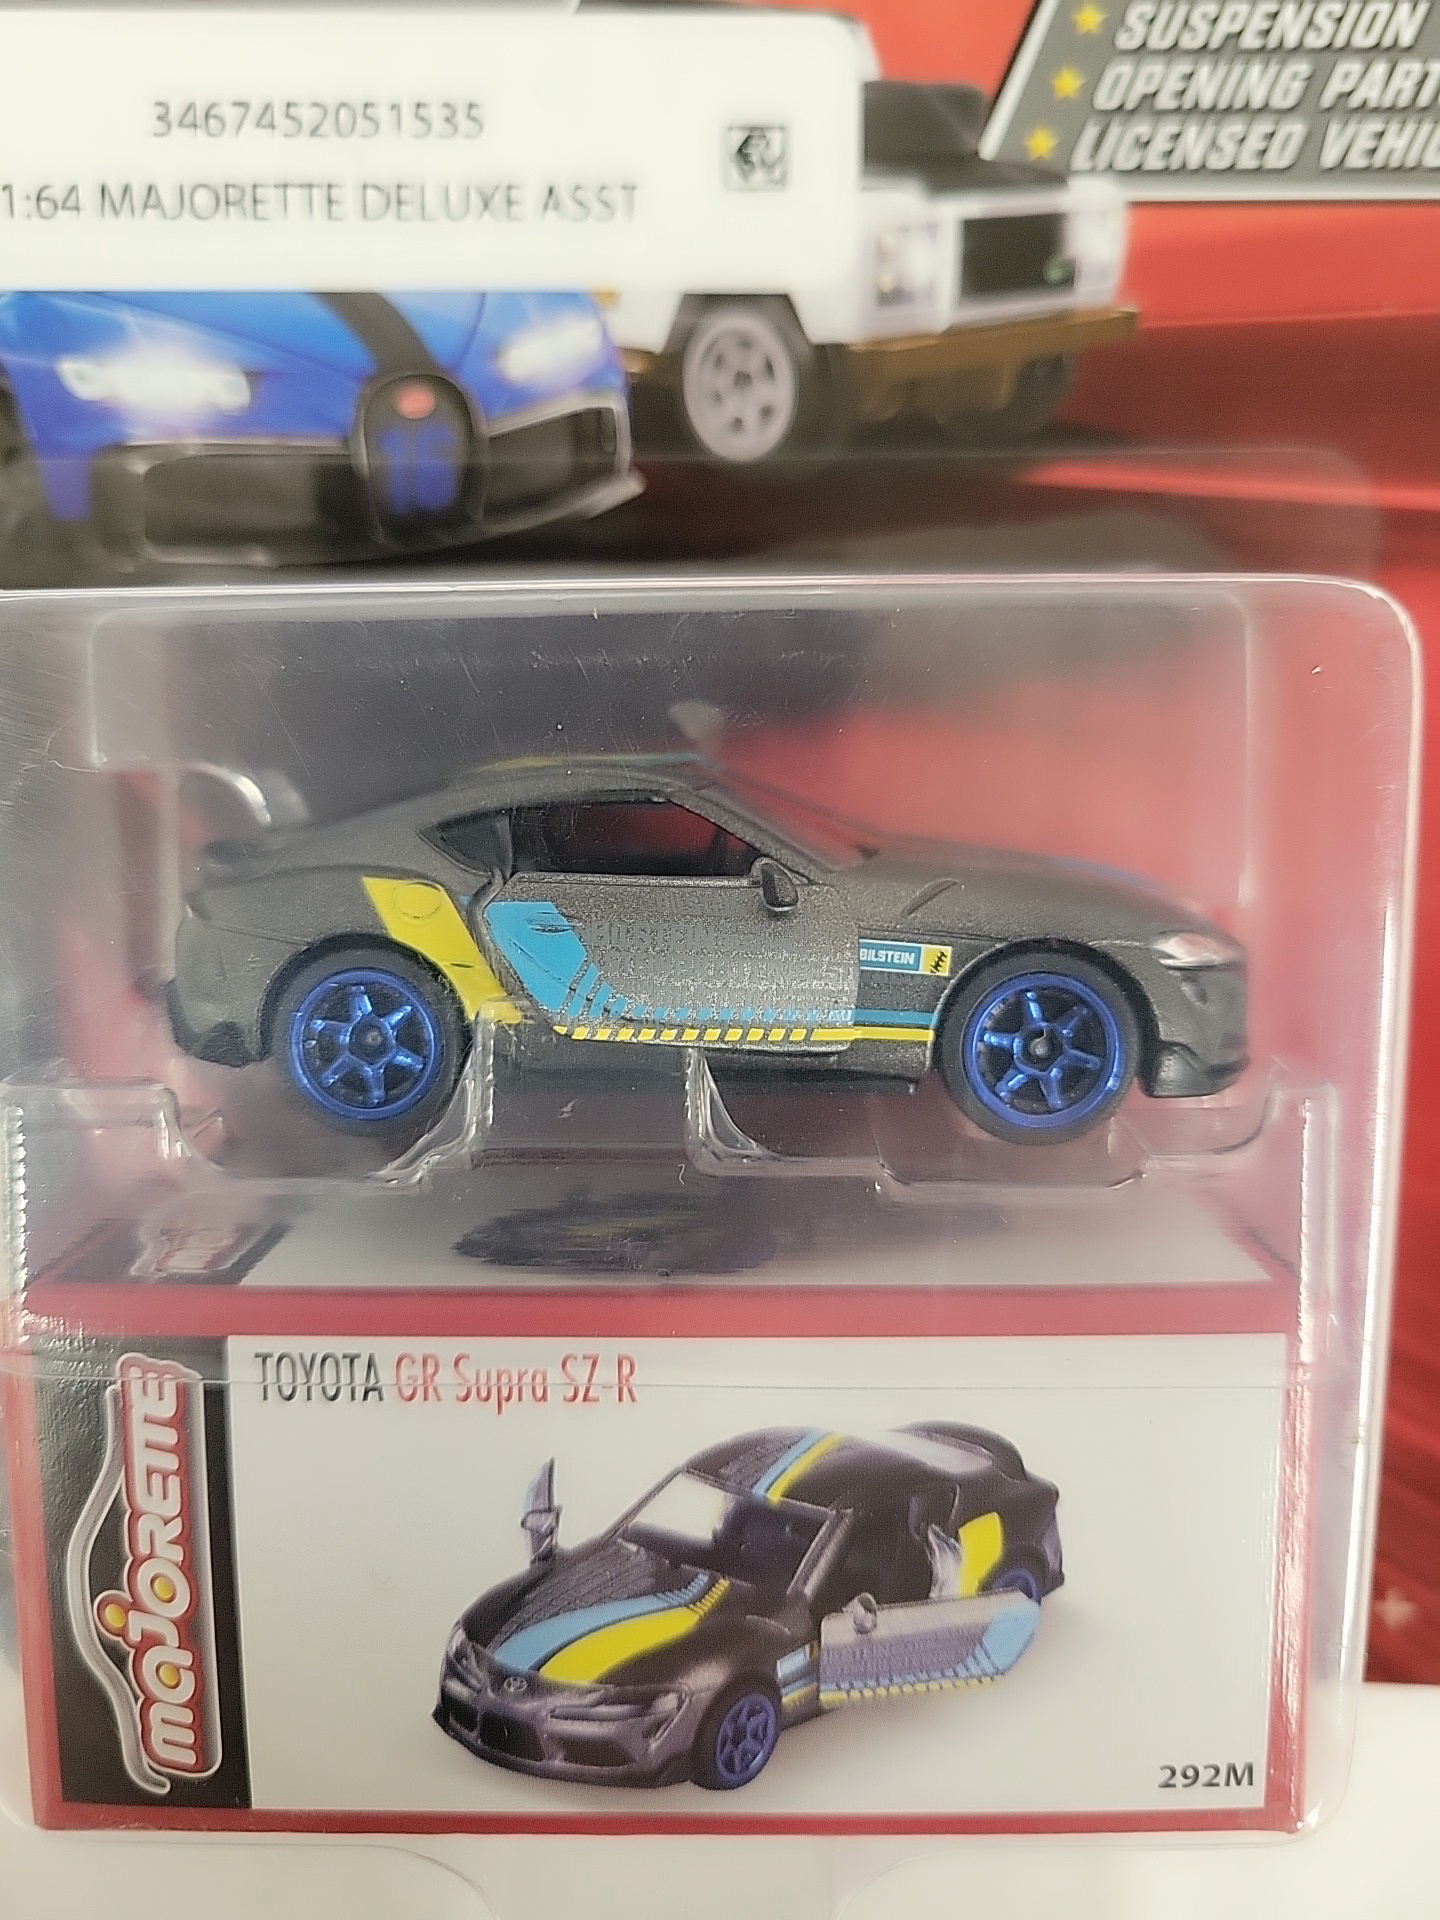 ★ SUSPENSION
★ OPENING PART
★ LICENSED VEHIC
3467452051535
1:64 MAJORETTE DELUXE ASST
BILSTEIN
TOYOTA GR Supra SZ-R
majorette
292M